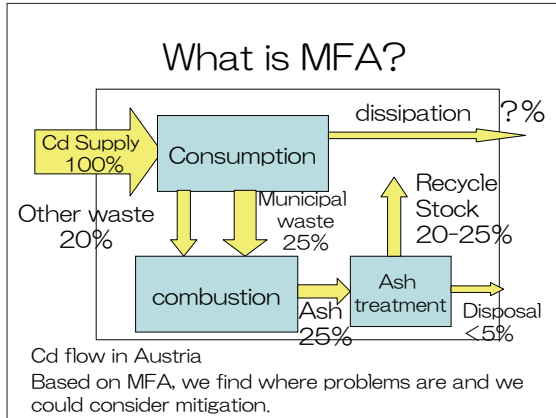 What is MFA?
dissipation
?%
Cd Supply
100%
Consumption
Other waste
20%
Municipal
waste
25%
Recycle
Stock
20-25%
combustion
Ash
25%
Ash
treatment
Disposal
<5%
Cd flow in Austria
Based on MFA, we find where problems are and we
could consider mitigation.